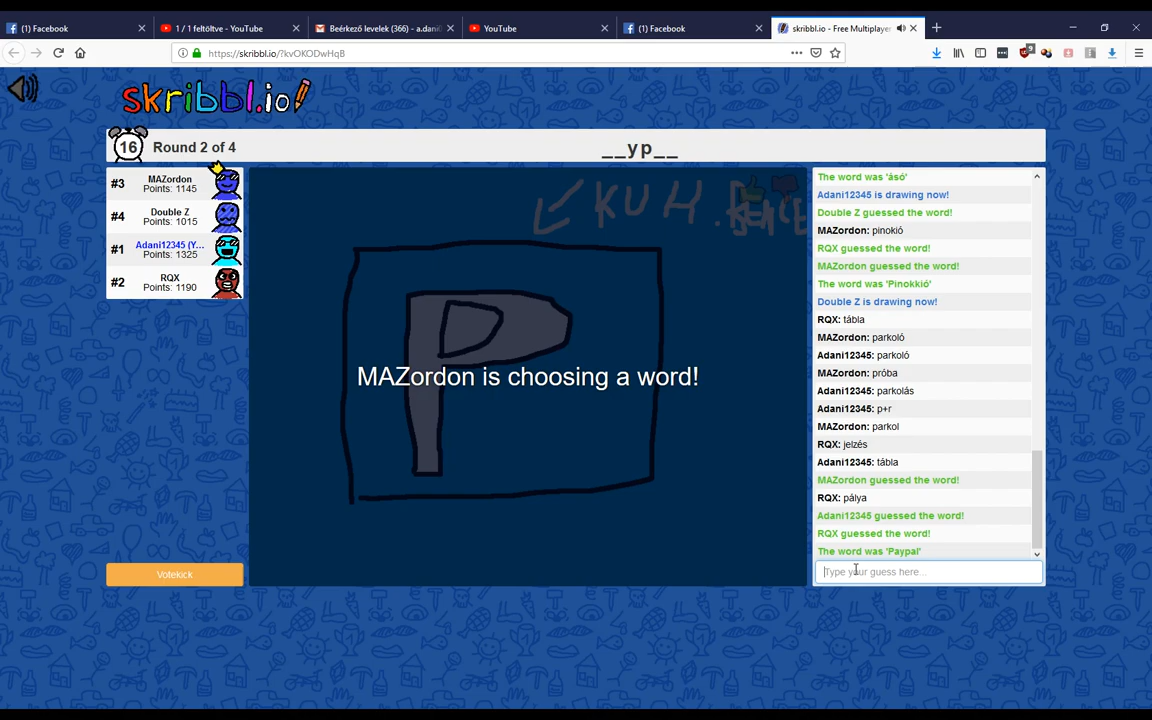 (1) Facebook
1 / 1 feltöltve - YouTube
Beérkező levelek (366) – a.dani
YouTube
(1) Facebook
skribbl.io - Free Multiplayer
https://skribbl.io/?kvOKODwHqB
9
skribbl.io
16 Round 2 of 4
__yp__
#3 MAZordon
Points: 1145
#4 Double Z
Points: 1015
#1 Adani12345 (Y...
Points: 1325
#2 RQX
Points: 1190
Votekick
KUH.
P
MAZordon is choosing a word!
The word was 'ásó'
Adani12345 is drawing now!
Double Z guessed the word!
MAZordon: pinokió
RQX guessed the word!
MAZordon guessed the word!
The word was 'Pinokkió'
Double Z is drawing now!
RQX: tábla
MAZordon: parkoló
Adani12345: parkoló
MAZordon: próba
Adani12345: parkolás
Adani12345: p+r
MAZordon: parkol
RQX: jelzés
Adani12345: tábla
MAZordon guessed the word!
RQX: pálya
Adani12345 guessed the word!
RQX guessed the word!
The word was 'Paypal'
Type your guess here...